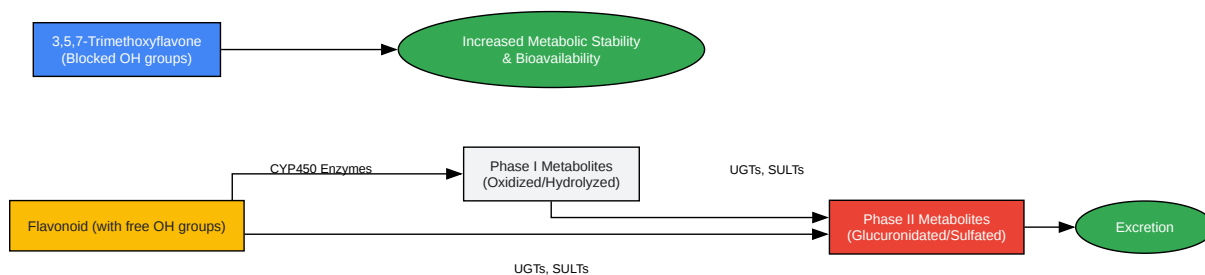 3,5,7-Trimethoxyflavone
(Blocked OH groups)
Increased Metabolic Stability
& Bioavailability
CYP450 Enzymes
Phase I Metabolites
(Oxidized/Hydrolyzed)
UGTs, SULTs
Flavonoid (with free OH groups)
Phase II Metabolites
(Glucuronidated/Sulfated)
Excretion
UGTs, SULTs